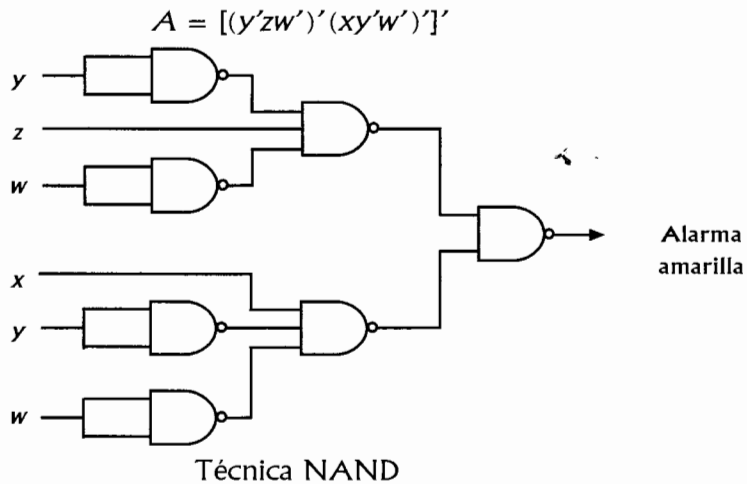 A = [(y'zw')'(xy'w')']'
y
z
w
Alarma
amarilla
x
y
w
Técnica NAND